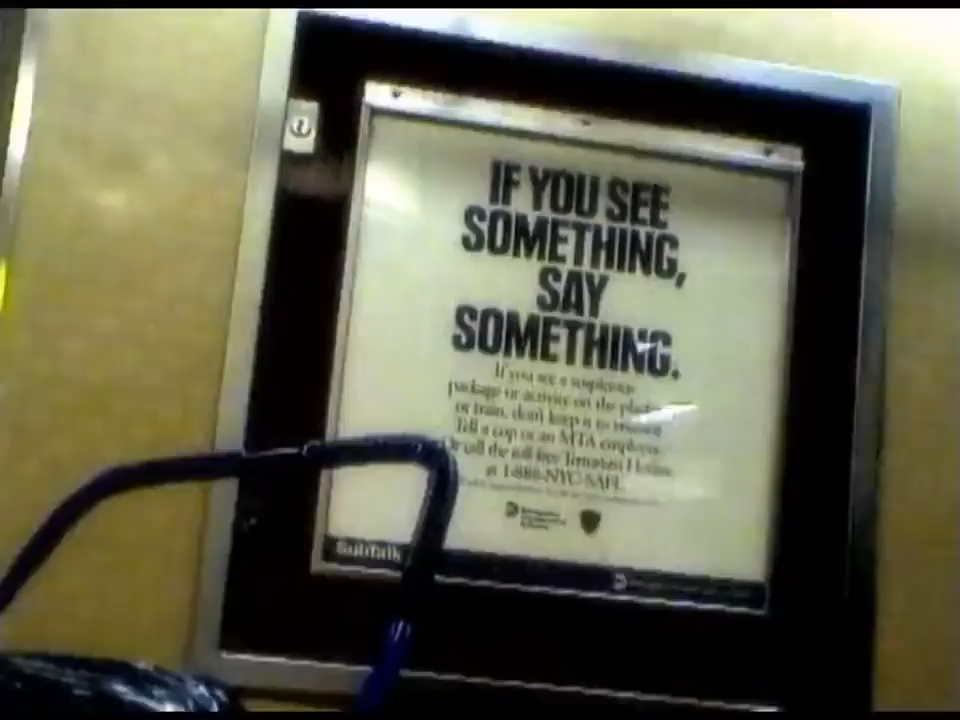 IF YOU SEE
SOMETHING,
SAY
SOMETHING.
If you see a suspicious
package or activity on the
or train, don't keep it to
Tell a cop or an MTA employee.
Or call the toll-free Terrorism Hotline
at 1-888-NYC-SAFE.
Subtalk